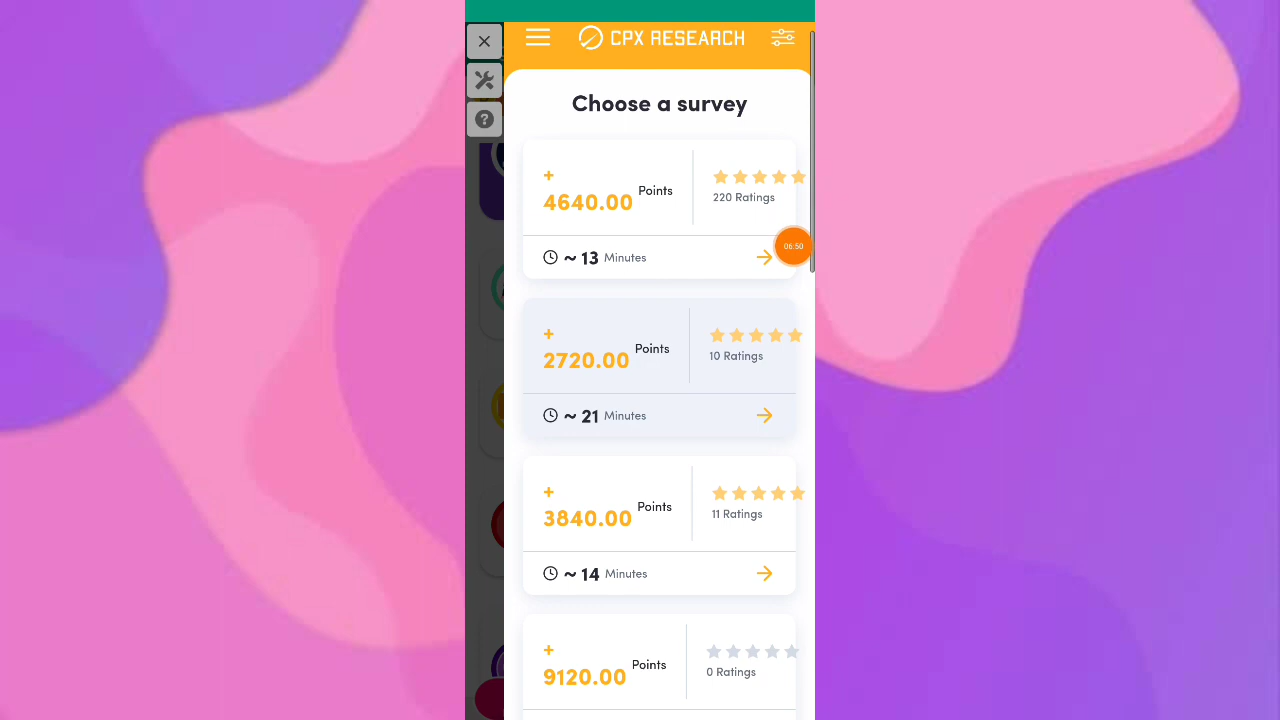 CPX RESEARCH
Choose a survey
+
4640.00 Points
220 Ratings
06:50
~ 13 Minutes
+
2720.00 Points
10 Ratings
~ 21 Minutes
+
3840.00 Points
11 Ratings
~ 14 Minutes
+
9120.00 Points
0 Ratings